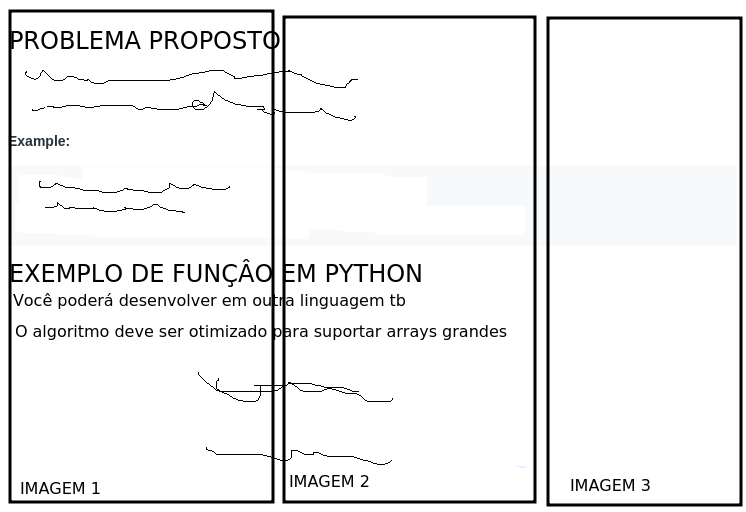 PROBLEMA PROPOSTO
Example:
EXEMPLO DE FUNÇÂO EM PYTHON
Você poderá desenvolver em outra linguagem tb
O algoritmo deve ser otimizado para suportar arrays grandes
IMAGEM 1
IMAGEM 2
IMAGEM 3